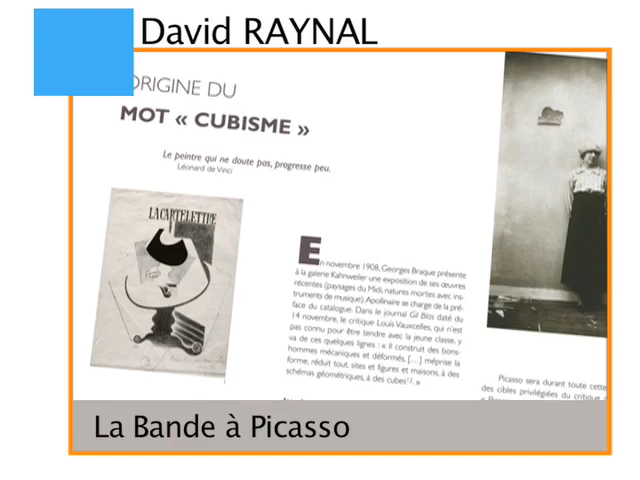 David RAYNAL
ORIGINE DU
MOT « CUBISME »
Le peintre qui ne doute pas, progresse peu.
Léonard de Vinci
LA CARTE LETTRE
En novembre 1908, Georges Braque présente
à la galerie Kahnweiler une exposition de ses œuvres
récentes (paysages du Midi, natures mortes avec ins-
truments de musique). Apollinaire se charge de la pré-
face du catalogue. Dans le journal Gil Blas daté du
14 novembre, le critique Louis Vauxcelles, qui n'est
pas connu pour être tendre avec la jeune classe, y
va de ces quelques lignes : « Il construit des bons-
hommes mécaniques et déformés, […] méprise la
forme, réduit tout, sites et figures et maisons, à des
schémas géométriques, à des cubes12. »
Picasso sera durant toute cette
des cibles privilégiées du critique
La Bande à Picasso